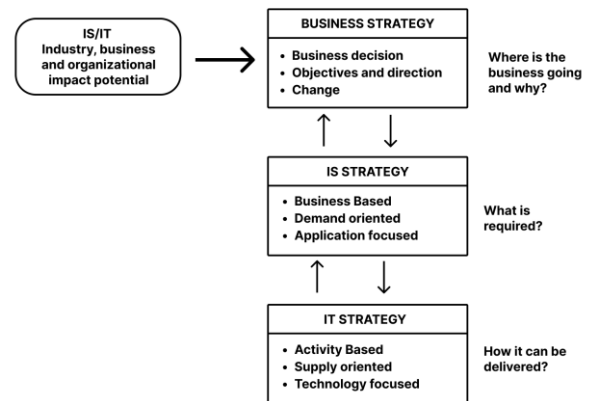 IS/IT
Industry, business
and organizational
impact potential
BUSINESS STRATEGY
• Business decision
• Objectives and direction
• Change
Where is the
business going
and why?
IS STRATEGY
• Business Based
• Demand oriented
• Application focused
What is
required?
IT STRATEGY
• Activity Based
• Supply oriented
• Technology focused
How it can be
delivered?